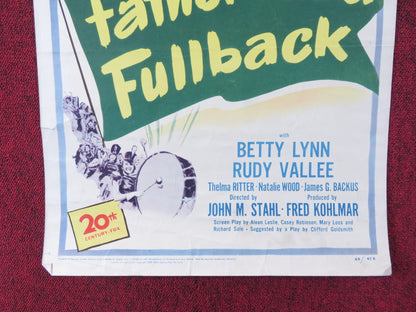 Father
a
Fullback
with
BETTY LYNN
RUDY VALLEE
Thelma RITTER · Natalie WOOD · James G. BACKUS
Directed by
Produced by
JOHN M. STAHL · FRED KOHLMAR
Screen Play by Aleen Leslie, Casey Robinson, Mary Loos and
Richard Sale · Suggested by a Play by Clifford Goldsmith
20th
CENTURY-FOX